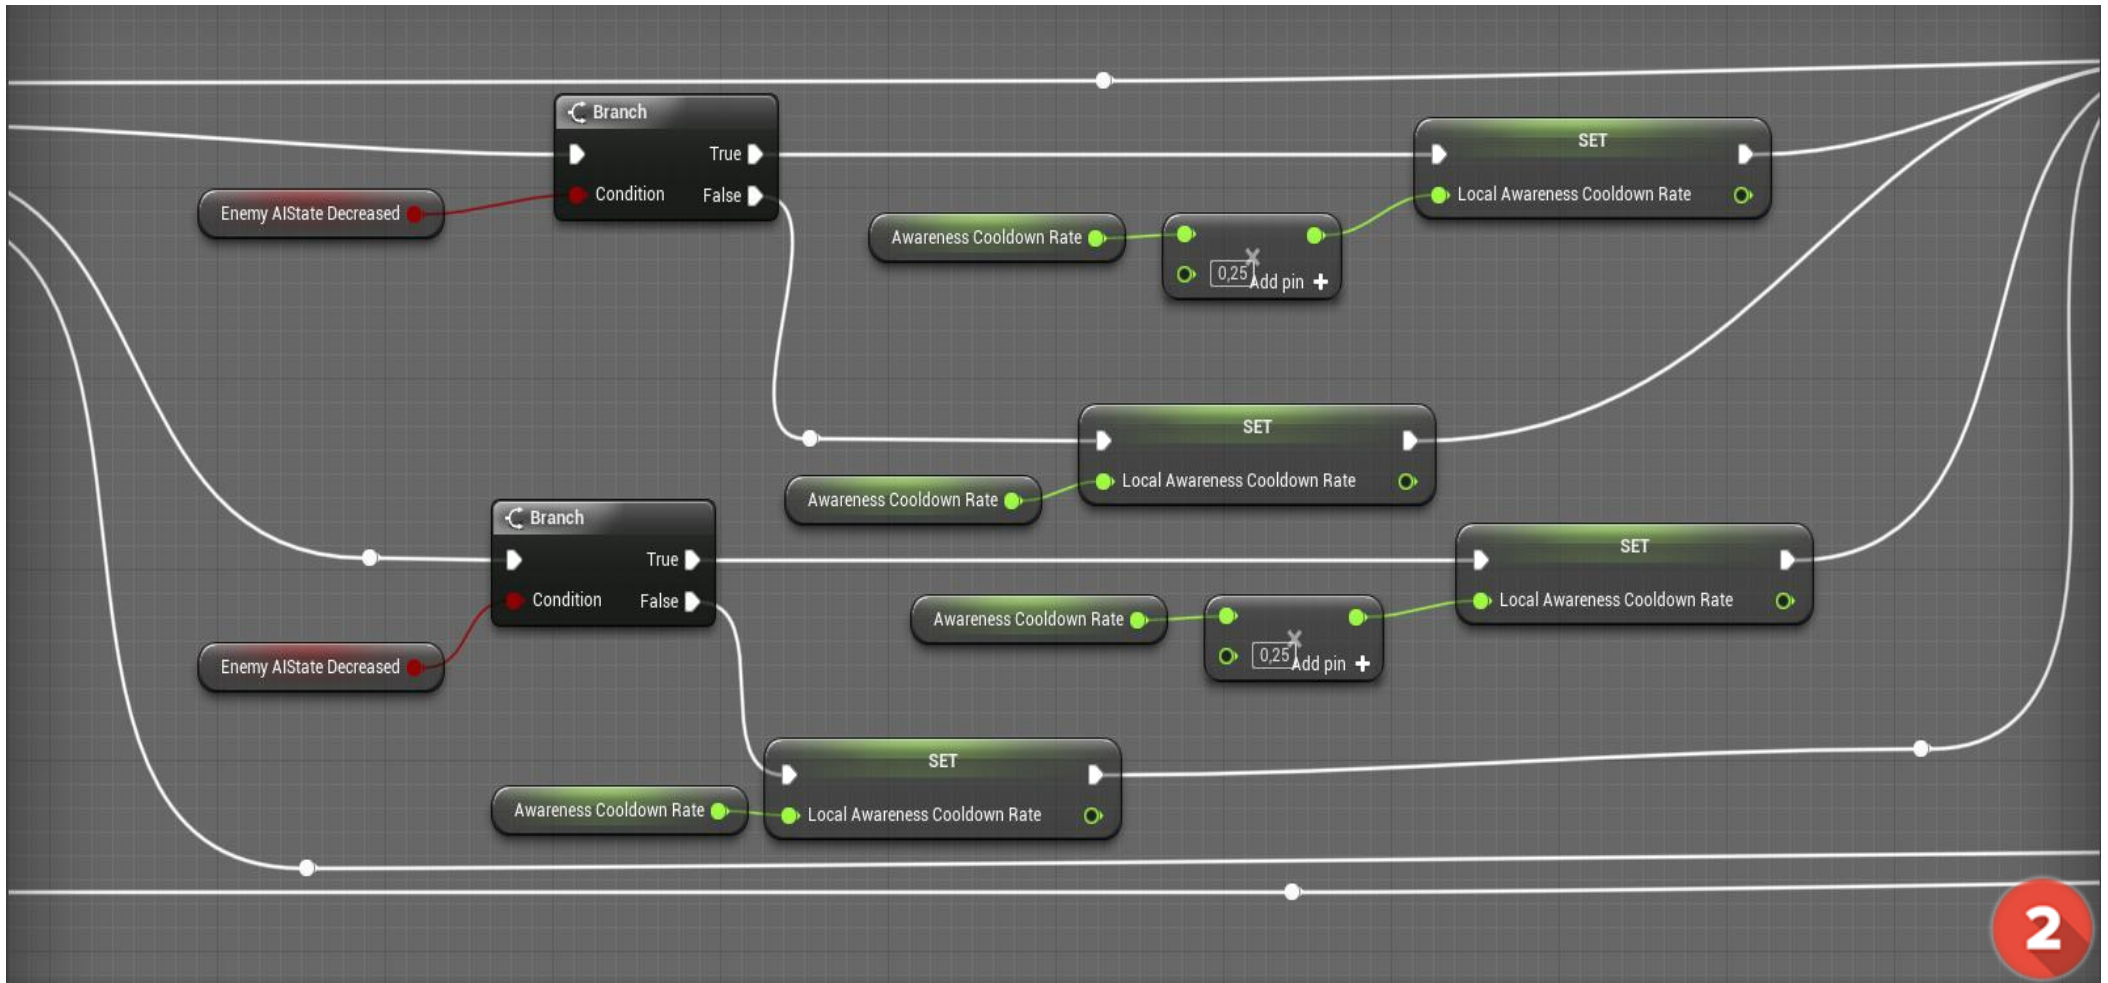 Branch
True
Condition
False
Enemy AIState Decreased
SET
Local Awareness Cooldown Rate
Awareness Cooldown Rate
0,25
Add pin
SET
Local Awareness Cooldown Rate
Awareness Cooldown Rate
Branch
True
Condition
False
Enemy AIState Decreased
SET
Local Awareness Cooldown Rate
Awareness Cooldown Rate
0,25
Add pin
SET
Local Awareness Cooldown Rate
Awareness Cooldown Rate
2